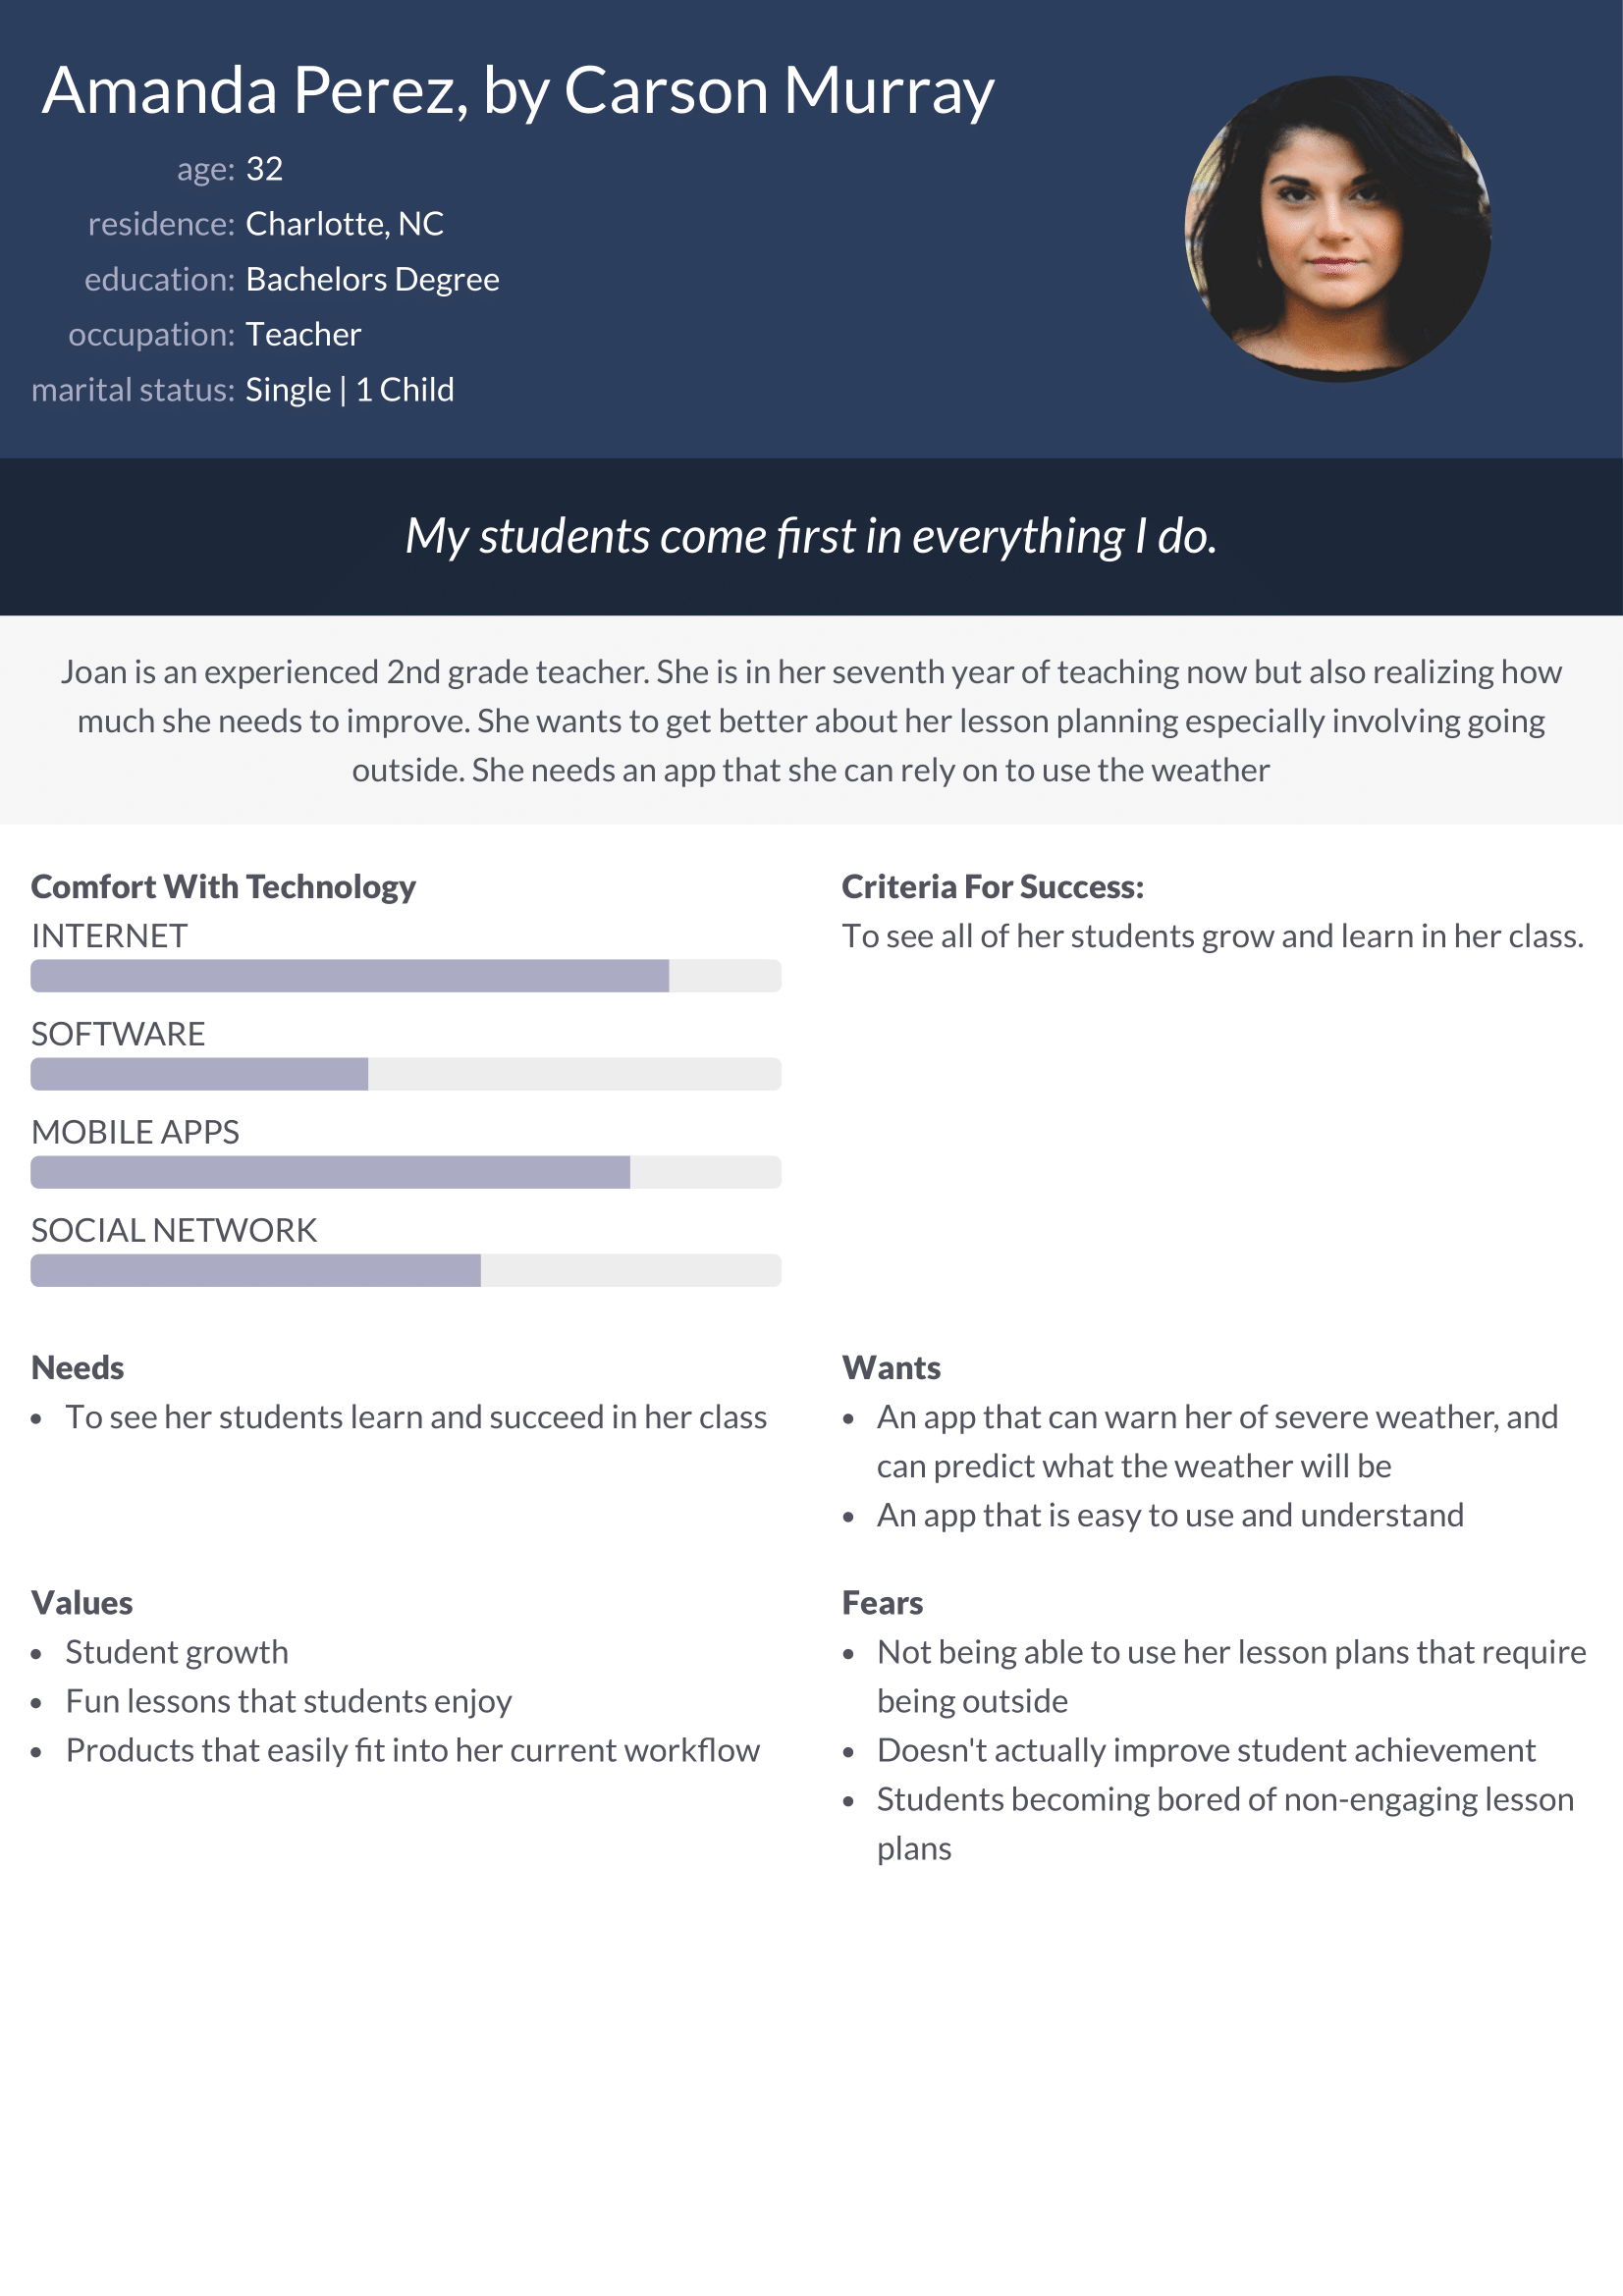 Amanda Perez, by Carson Murray
age: 32
residence: Charlotte, NC
education: Bachelors Degree
occupation: Teacher
marital status: Single | 1 Child
My students come first in everything I do.
Joan is an experienced 2nd grade teacher. She is in her seventh year of teaching now but also realizing how
much she needs to improve. She wants to get better about her lesson planning especially involving going
outside. She needs an app that she can rely on to use the weather
Comfort With Technology
INTERNET
SOFTWARE
MOBILE APPS
SOCIAL NETWORK
Criteria For Success:
To see all of her students grow and learn in her class.
Needs
• To see her students learn and succeed in her class
Wants
• An app that can warn her of severe weather, and
can predict what the weather will be
• An app that is easy to use and understand
Values
• Student growth
• Fun lessons that students enjoy
• Products that easily fit into her current workflow
Fears
• Not being able to use her lesson plans that require
being outside
• Doesn't actually improve student achievement
• Students becoming bored of non-engaging lesson
plans